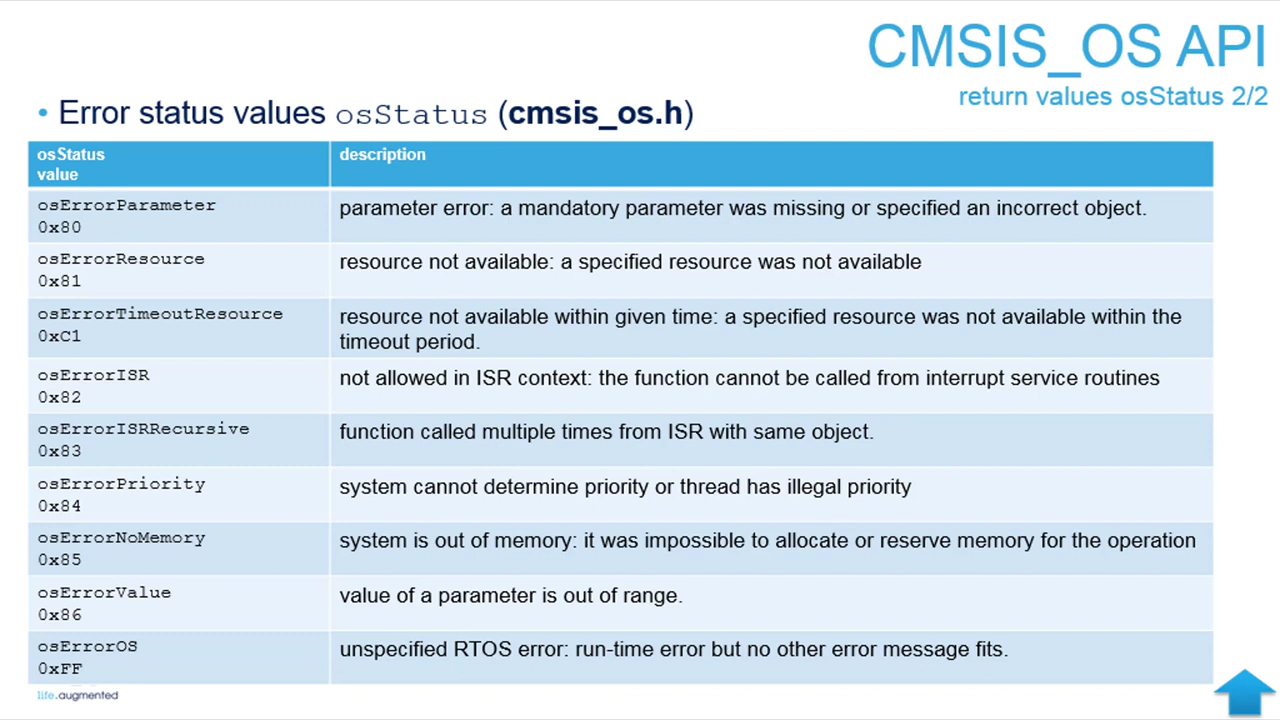 CMSIS_OS API
return values osStatus 2/2
• Error status values osStatus (cmsis_os.h)
osStatus
value
description
osErrorParameter
0x80
parameter error: a mandatory parameter was missing or specified an incorrect object.
osErrorResource
0x81
resource not available: a specified resource was not available
osErrorTimeoutResource
0xC1
resource not available within given time: a specified resource was not available within the
timeout period.
osErrorISR
0x82
not allowed in ISR context: the function cannot be called from interrupt service routines
osErrorISRRecursive
0x83
function called multiple times from ISR with same object.
osErrorPriority
0x84
system cannot determine priority or thread has illegal priority
osErrorNoMemory
0x85
system is out of memory: it was impossible to allocate or reserve memory for the operation
osErrorValue
0x86
value of a parameter is out of range.
osErrorOS
0xFF
unspecified RTOS error: run-time error but no other error message fits.
life.augmented